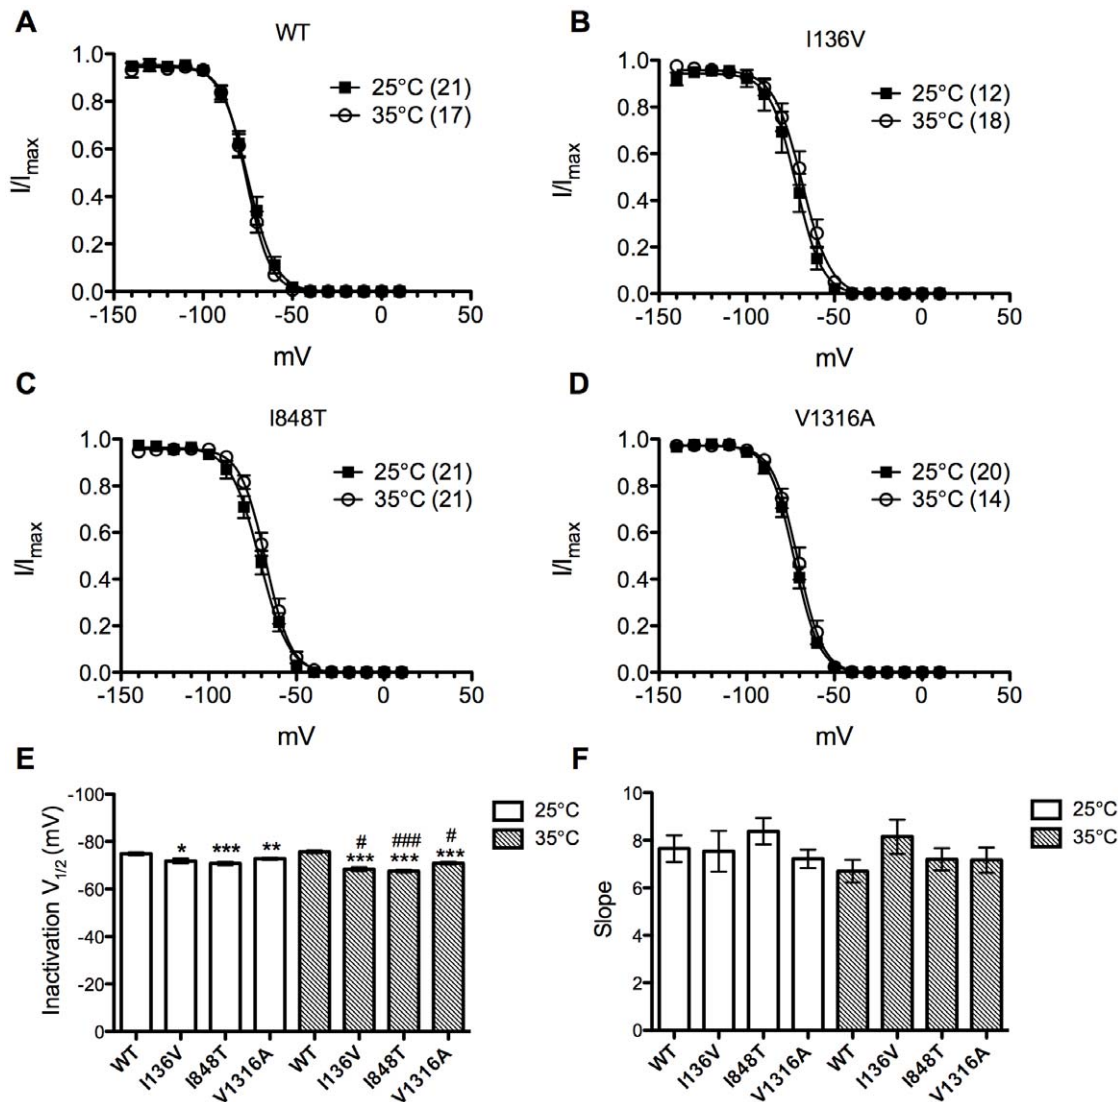 A
WT
1.0
0.8
0.6
0.4
0.2
0.0
I/Imax
-150 -100 -50 0 50
mV
25°C (21)
35°C (17)
B
I136V
1.0
0.8
0.6
0.4
0.2
0.0
I/Imax
-150 -100 -50 0 50
mV
25°C (12)
35°C (18)
C
I848T
1.0
0.8
0.6
0.4
0.2
0.0
I/Imax
-150 -100 -50 0 50
mV
25°C (21)
35°C (21)
D
V1316A
1.0
0.8
0.6
0.4
0.2
0.0
I/Imax
-150 -100 -50 0 50
mV
25°C (20)
35°C (14)
E
Inactivation V1/2 (mV)
-100
-80
-60
-40
-20
0
# ### #
* *** ** *** *** ***
WT I136V I848T V1316A WT I136V I848T V1316A
25°C
35°C
F
Slope
10
8
6
4
2
0
WT I136V I848T V1316A WT I136V I848T V1316A
25°C
35°C